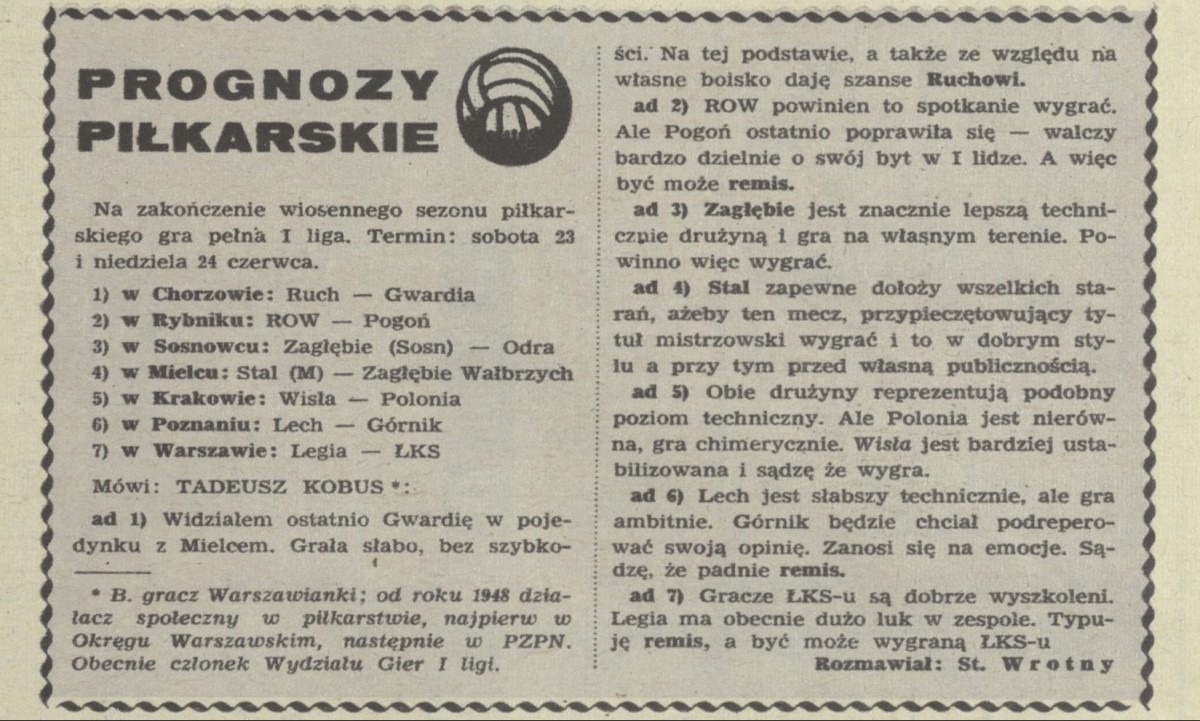 PROGNOZY
PIŁKARSKIE
Na zakończenie wiosennego sezonu piłkar-
skiego gra pełna I liga. Termin: sobota 23
i niedziela 24 czerwca.
1) w Chorzowie: Ruch — Gwardia
2) w Rybniku: ROW — Pogoń
3) w Sosnowcu: Zagłębie (Sosn) — Odra
4) w Mielcu: Stal (M) — Zagłębie Wałbrzych
5) w Krakowie: Wisła — Polonia
6) w Poznaniu: Lech — Górnik
7) w Warszawie: Legia — ŁKS
Mówi: TADEUSZ KOBUS *:
ad 1) Widziałem ostatnio Gwardię w poje-
dynku z Mielcem. Grała słabo, bez szybko-
* B. gracz Warszawianki; od roku 1948 dzia-
łacz społeczny w piłkarstwie, najpierw w
Okręgu Warszawskim, następnie w PZPN.
Obecnie członek Wydziału Gier I ligi.
ści. Na tej podstawie, a także ze względu na
własne boisko daję szanse Ruchowi.
ad 2) ROW powinien to spotkanie wygrać.
Ale Pogoń ostatnio poprawiła się — walczy
bardzo dzielnie o swój byt w I lidze. A więc
być może remis.
ad 3) Zagłębie jest znacznie lepszą techni-
cznie drużyną i gra na własnym terenie. Po-
winno więc wygrać.
ad 4) Stal zapewne dołoży wszelkich sta-
rań, ażeby ten mecz, przypieczętowujący ty-
tuł mistrzowski wygrać i to w dobrym sty-
lu a przy tym przed własną publicznością.
ad 5) Obie drużyny reprezentują podobny
poziom techniczny. Ale Polonia jest nierów-
na, gra chimerycznie. Wisła jest bardziej usta-
bilizowana i sądzę że wygra.
ad 6) Lech jest słabszy technicznie, ale gra
ambitnie. Górnik będzie chciał podrepero-
wać swoją opinię. Zanosi się na emocje. Są-
dzę, że padnie remis.
ad 7) Gracze ŁKS-u są dobrze wyszkoleni.
Legia ma obecnie dużo luk w zespole. Typu-
ję remis, a być może wygraną ŁKS-u
Rozmawiał: St. Wrotny